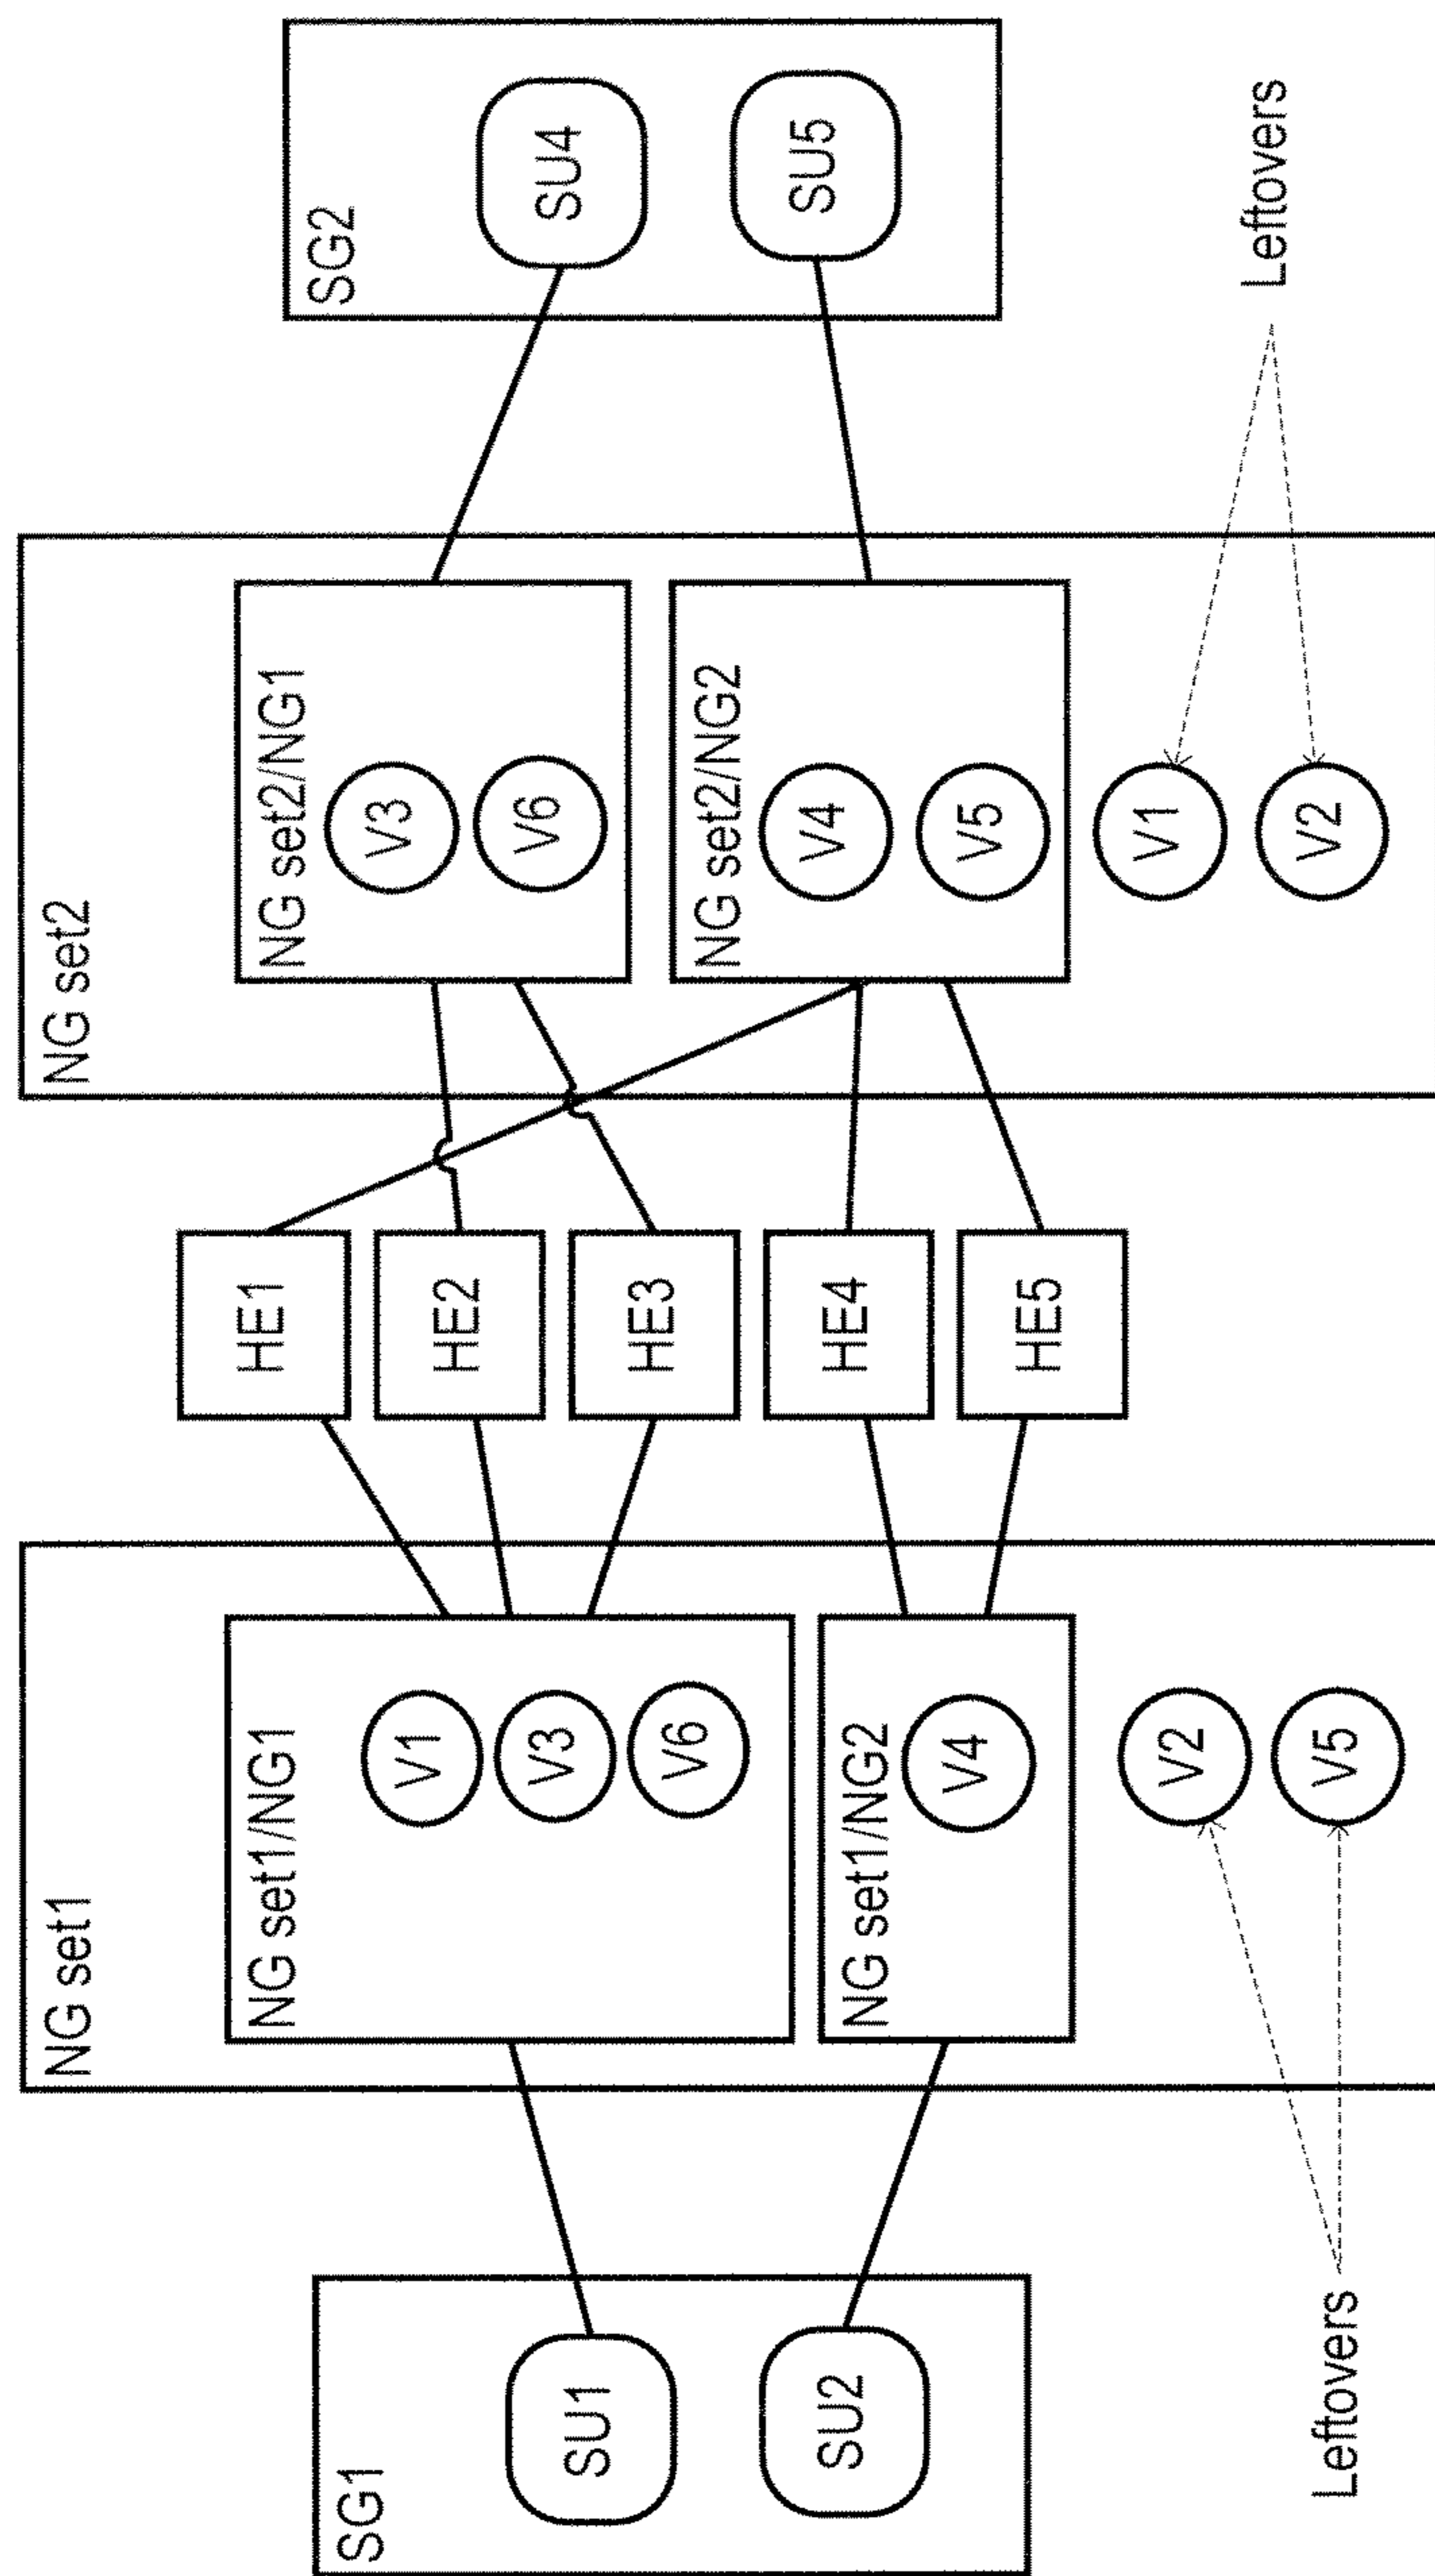 SG1
SU1
SU2
Leftovers
NG set1
NG set1/NG1
V1
V3
V6
NG set1/NG2
V4
V2
V5
HE1
HE2
HE3
HE4
HE5
NG set2
NG set2/NG1
V3
V6
NG set2/NG2
V4
V5
V1
V2
SG2
SU4
SU5
Leftovers